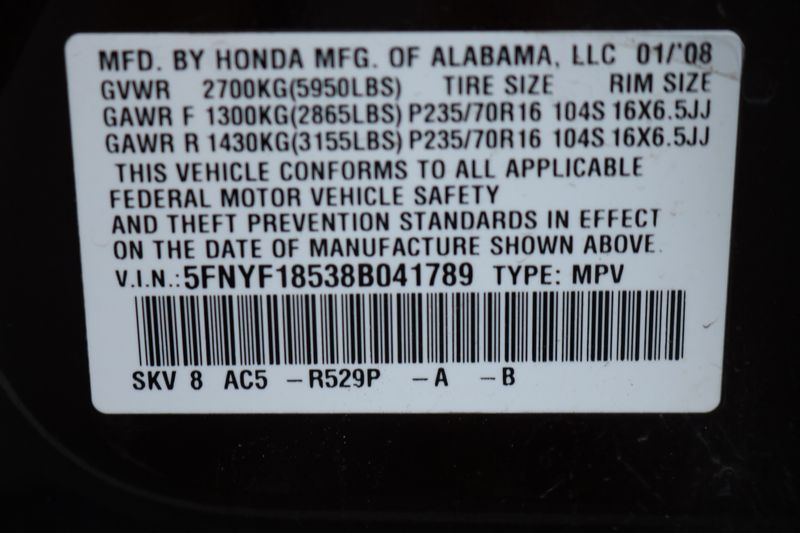 MFD. BY HONDA MFG. OF ALABAMA, LLC 01/'08
GVWR 2700KG(5950LBS) TIRE SIZE RIM SIZE
GAWR F 1300KG(2865LBS) P235/70R16 104S 16X6.5JJ
GAWR R 1430KG(3155LBS) P235/70R16 104S 16X6.5JJ
THIS VEHICLE CONFORMS TO ALL APPLICABLE
FEDERAL MOTOR VEHICLE SAFETY
AND THEFT PREVENTION STANDARDS IN EFFECT
ON THE DATE OF MANUFACTURE SHOWN ABOVE.
V.I.N.:5FNYF18538B041789 TYPE: MPV
SKV 8 AC5 -R529P -A -B